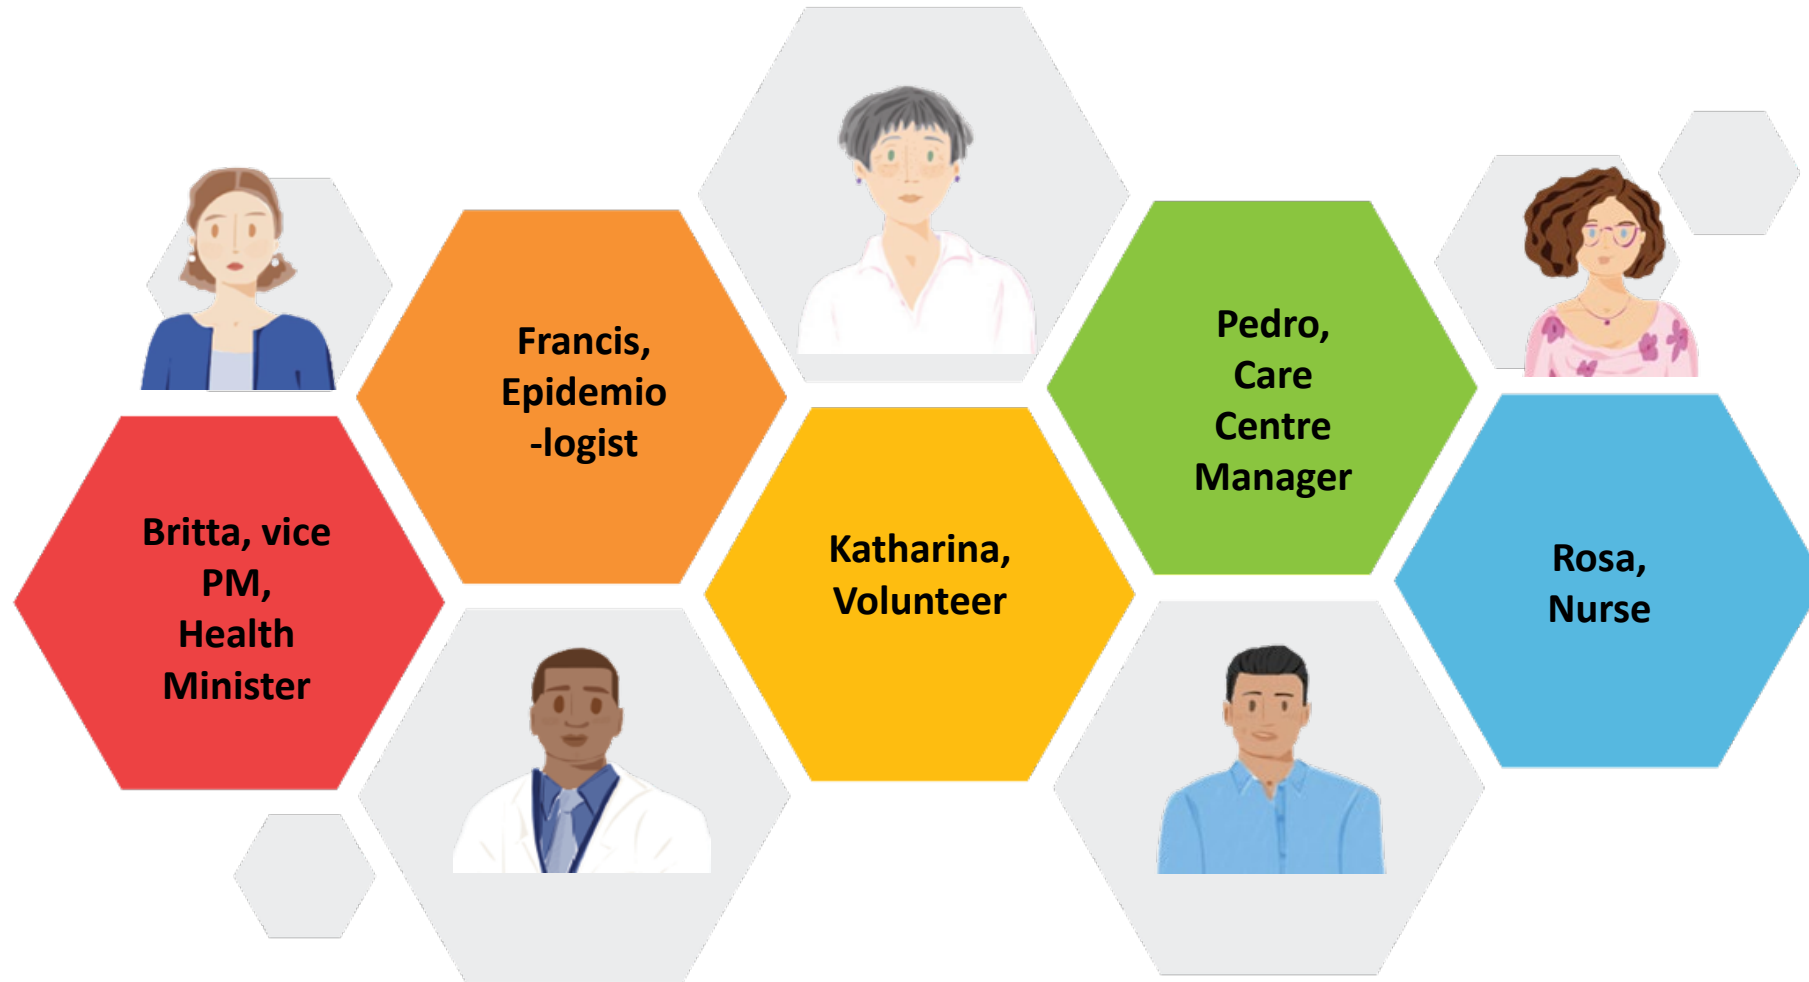 Britta, vice
PM,
Health
Minister
Francis,
Epidemio
-logist
Katharina,
Volunteer
Pedro,
Care
Centre
Manager
Rosa,
Nurse